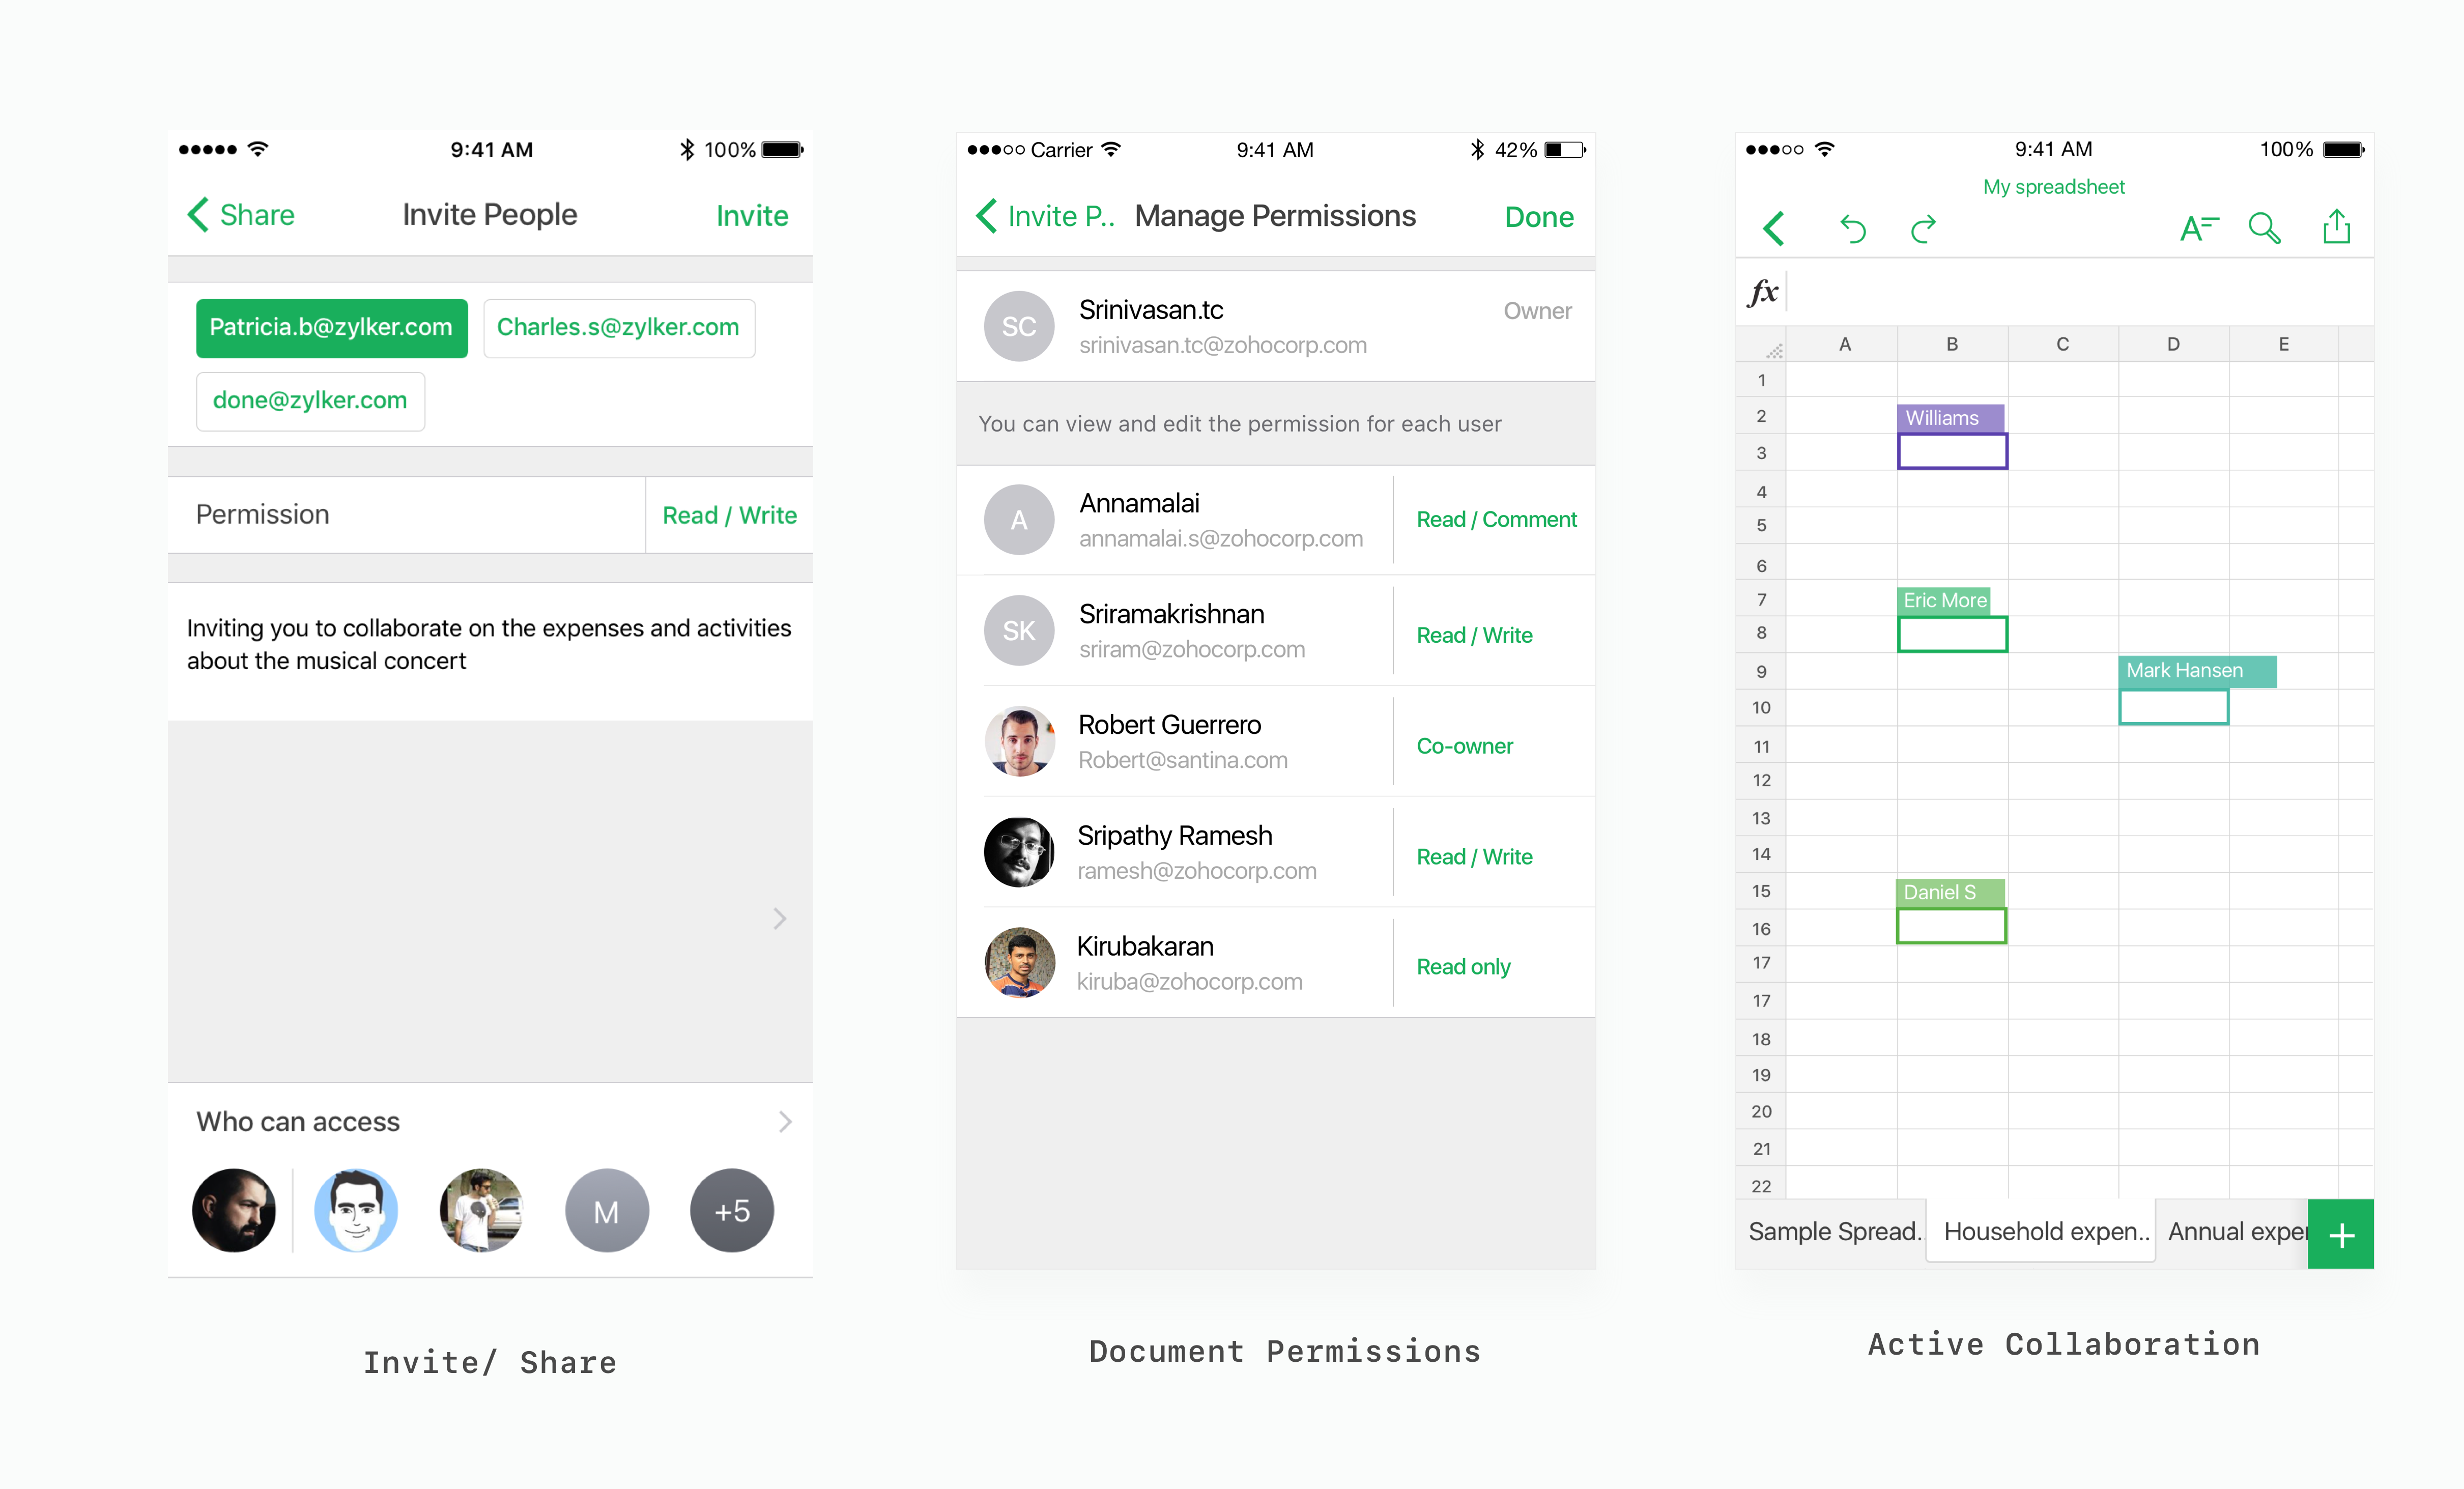 9:41 AM
100%
Share
Invite People
Invite
Patricia.b@zylker.com
Charles.s@zylker.com
done@zylker.com
Permission
Read / Write
Inviting you to collaborate on the expenses and activities
about the musical concert
Who can access
M
+5
Invite/ Share
Carrier
9:41 AM
42%
Invite P..
Manage Permissions
Done
SC
Srinivasan.tc
srinivasan.tc@zohocorp.com
Owner
You can view and edit the permission for each user
A
Annamalai
annamalai.s@zohocorp.com
Read / Comment
SK
Sriramakrishnan
sriram@zohocorp.com
Read / Write
Robert Guerrero
Robert@santina.com
Co-owner
Sripathy Ramesh
ramesh@zohocorp.com
Read / Write
Kirubakaran
kiruba@zohocorp.com
Read only
Document Permissions
9:41 AM
100%
My spreadsheet
A
fx
A B C D E
1
2 Williams
3
4
5
6
7 Eric More
8
9 Mark Hansen
10
11
12
13
14
15 Daniel S
16
17
17
18
19
20
21
22
Sample Spread.
Household expen..
Annual exper
+
Active Collaboration